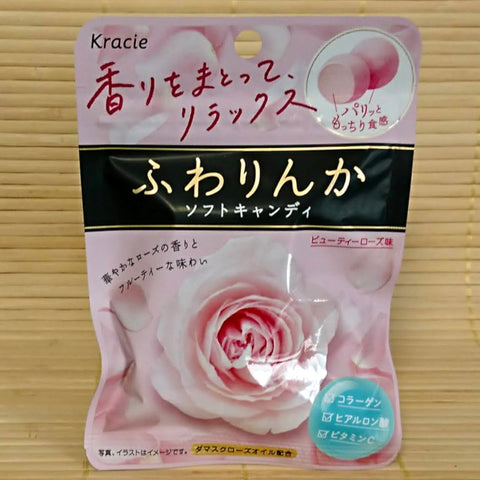 Kracie
香りをまとって、
リラックス
パリッと
もっちり食感
ふわりんか
ソフトキャンディ
ビューティーローズ味
華やかなローズの香りと
フルーティーな味わい
コラーゲン
ヒアルロン酸
ビタミンC
写真、イラストはイメージです。
ダマスクローズオイル配合